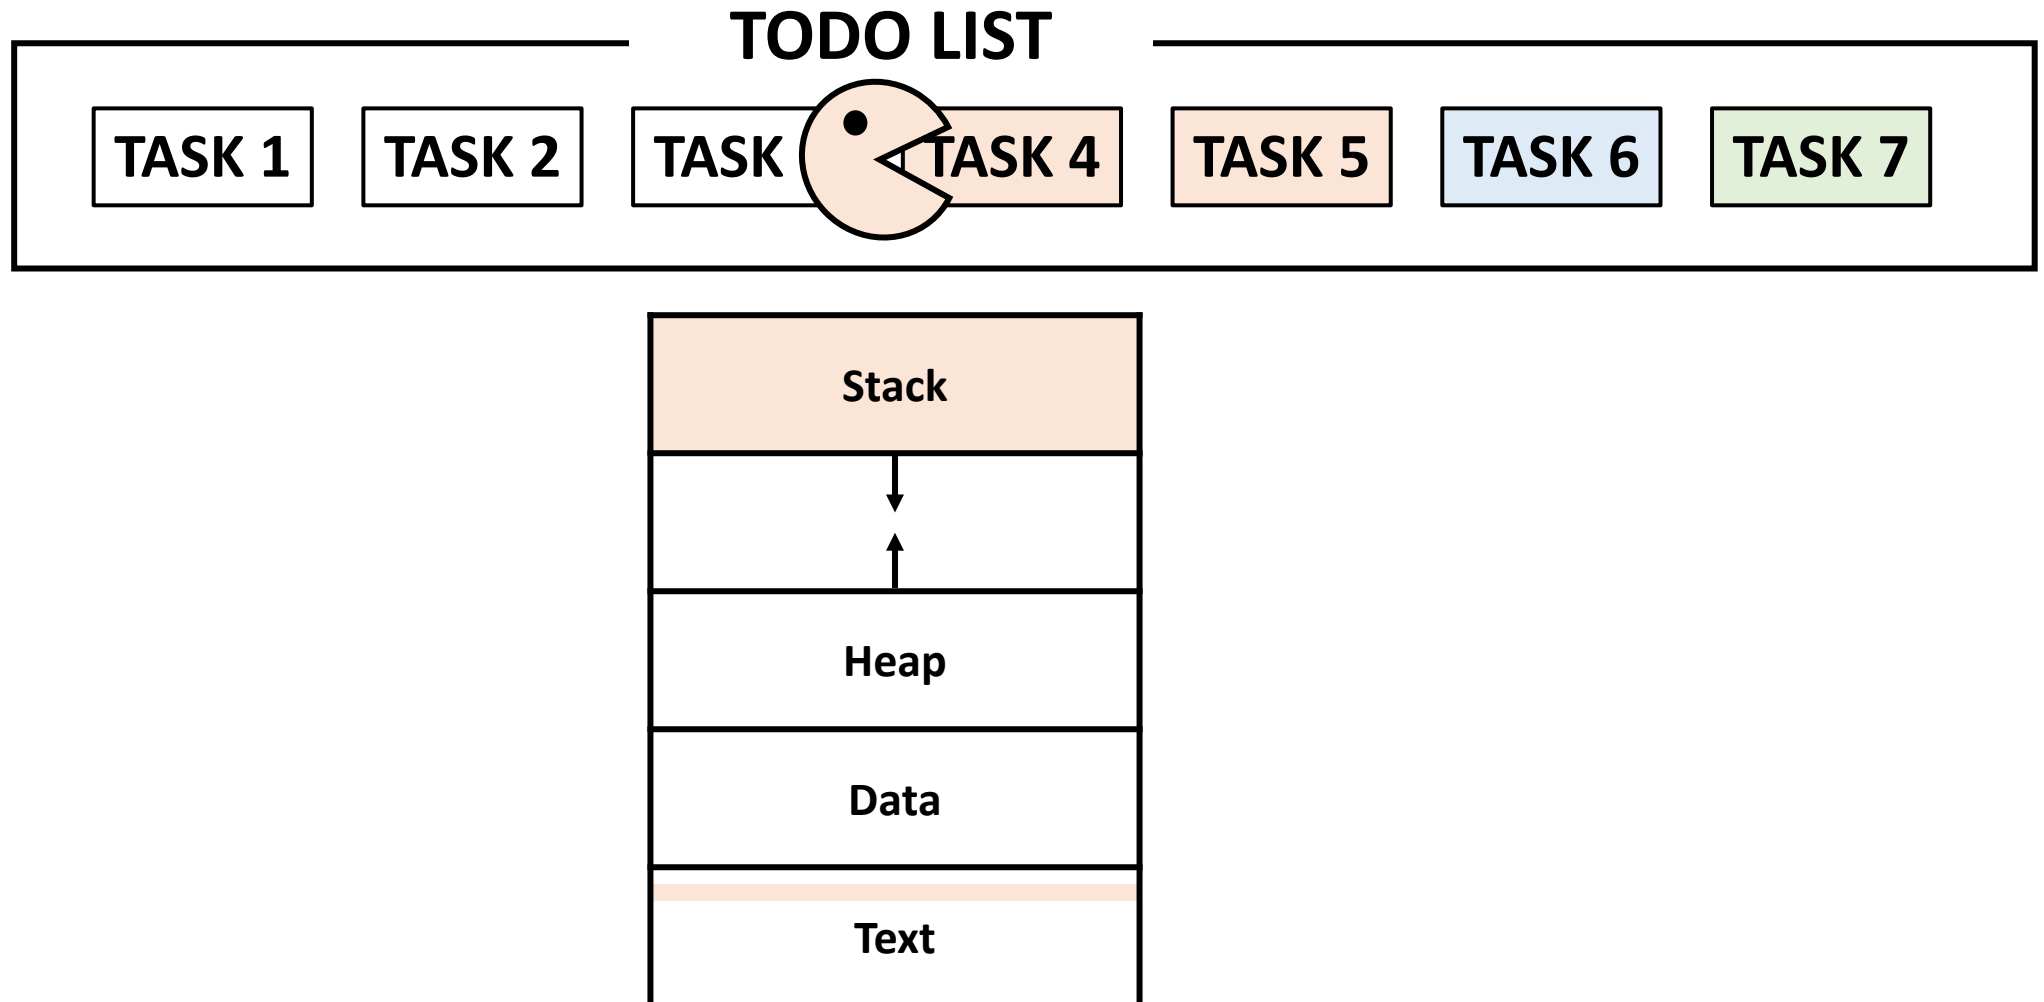 TODO LIST
TASK 1 TASK 2 TASK TASK 4 TASK 5 TASK 6 TASK 7
Stack
Heap
Data
Text